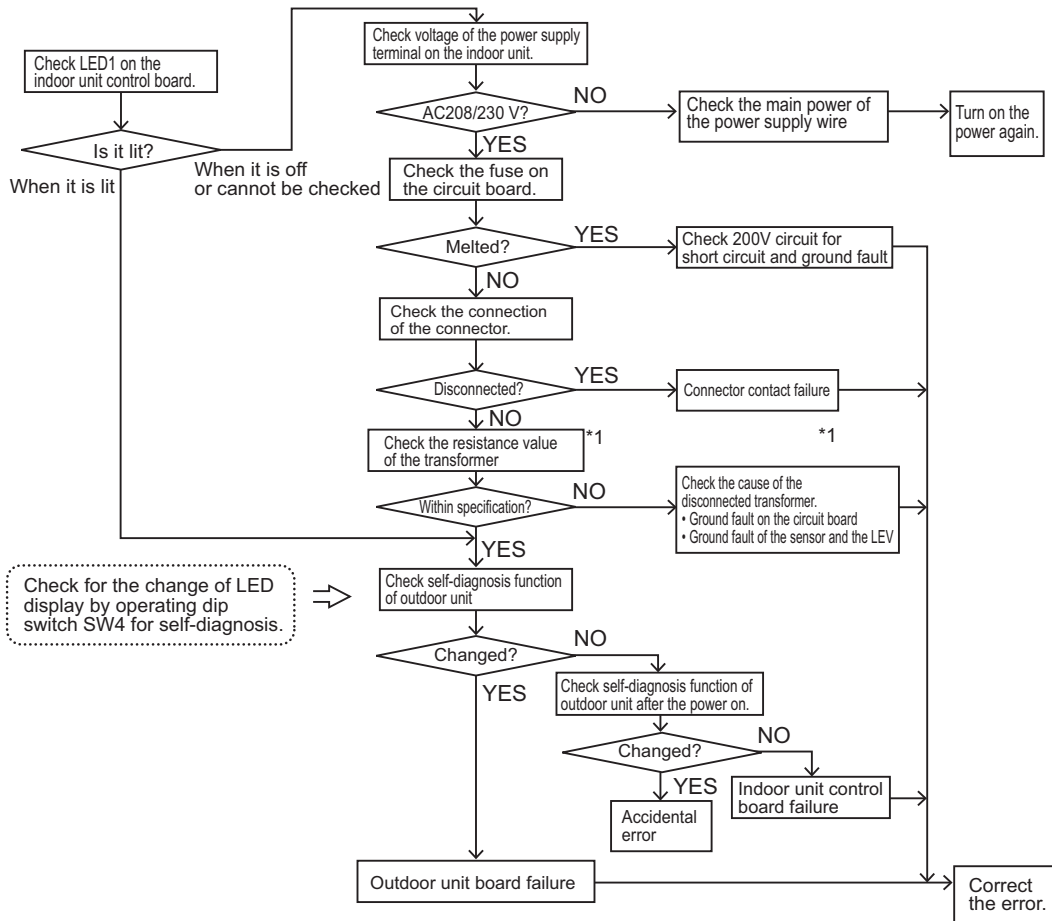 Check voltage of the power supply
terminal on the indoor unit.
Check LED1 on the
indoor unit control board.
AC208/230 V?
NO
Check the main power of
the power supply wire
Turn on the
power again.
Is it lit?
YES
When it is lit
When it is off
or cannot be checked
Check the fuse on
the circuit board.
Melted?
YES
Check 200V circuit for
short circuit and ground fault
NO
Check the connection
of the connector.
Disconnected?
YES
Connector contact failure
NO
Check the resistance value
of the transformer
*1
*1
Within specification?
NO
Check the cause of the
disconnected transformer.
• Ground fault on the circuit board
• Ground fault of the sensor and the LEV
YES
Check for the change of LED
display by operating dip
switch SW4 for self-diagnosis.
Check self-diagnosis function
of outdoor unit
Changed?
NO
YES
Check self-diagnosis function of
outdoor unit after the power on.
Changed?
NO
YES
Indoor unit control
board failure
Accidental
error
Outdoor unit board failure
Correct
the error.